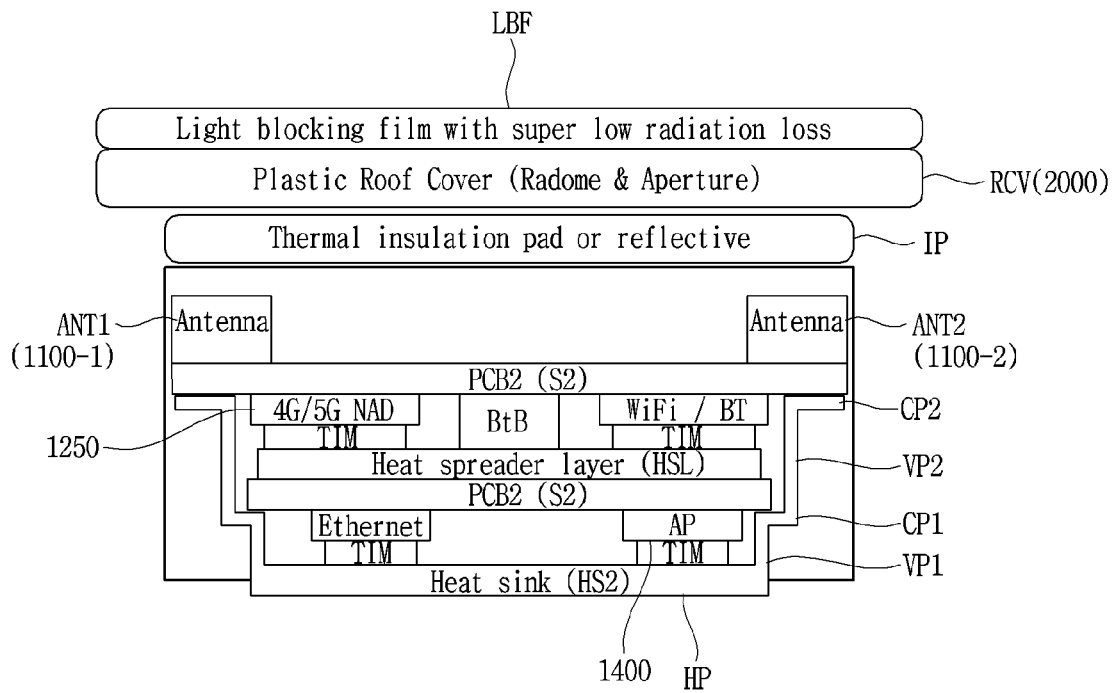 LBF
Light blocking film with super low radiation loss
Plastic Roof Cover (Radome & Aperture)
RCV(2000)
Thermal insulation pad or reflective
IP
ANT1
(1100-1)
Antenna
Antenna
ANT2
(1100-2)
PCB2 (S2)
4G/5G NAD
BtB
WiFi / BT
CP2
1250
TIM
TIM
Heat spreader layer (HSL)
VP2
PCB2 (S2)
Ethernet
AP
CP1
TIM
TIM
VP1
Heat sink (HS2)
1400
HP